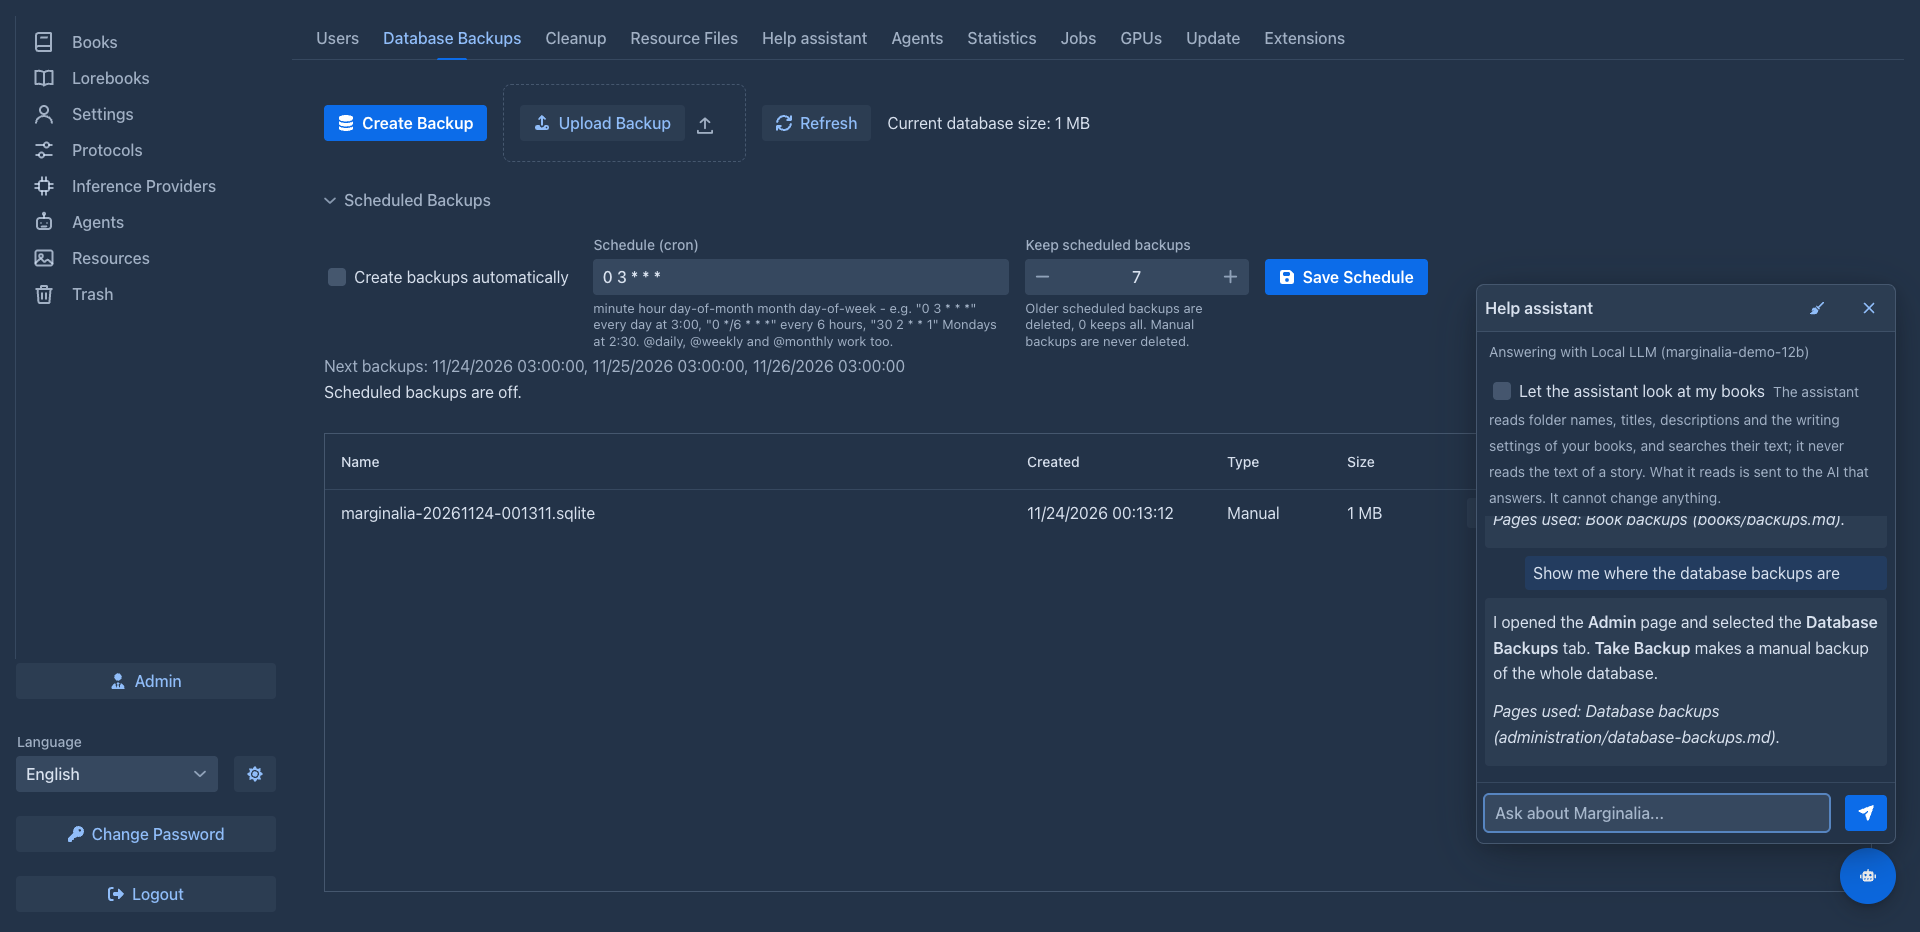 Books
Lorebooks
Settings
Protocols
Inference Providers
Agents
Resources
Trash
Admin
Language
English
Change Password
Logout
Users Database Backups Cleanup Resource Files Help assistant Agents Statistics Jobs GPUs Update Extensions
Create Backup Upload Backup Refresh Current database size: 1 MB
Scheduled Backups
Schedule (cron) Keep scheduled backups
Create backups automatically 0 3 * * * 7 Save Schedule
minute hour day-of-month month day-of-week - e.g. "0 3 * * *"
every day at 3:00, "0 */6 * * *" every 6 hours, "30 2 * * 1" Mondays
at 2:30. @daily, @weekly and @monthly work too.
Older scheduled backups are
deleted, 0 keeps all. Manual
backups are never deleted.
Next backups: 11/24/2026 03:00:00, 11/25/2026 03:00:00, 11/26/2026 03:00:00
Scheduled backups are off.
Name Created Type Size
marginalia-20261124-001311.sqlite 11/24/2026 00:13:12 Manual 1 MB
Help assistant
Answering with Local LLM (marginalia-demo-12b)
Let the assistant look at my books The assistant
reads folder names, titles, descriptions and the writing
settings of your books, and searches their text; it never
reads the text of a story. What it reads is sent to the AI that
answers. It cannot change anything.
Pages used: Book backups (books/backups.md).
Show me where the database backups are
I opened the Admin page and selected the Database
Backups tab. Take Backup makes a manual backup
of the whole database.
Pages used: Database backups
(administration/database-backups.md).
Ask about Marginalia...